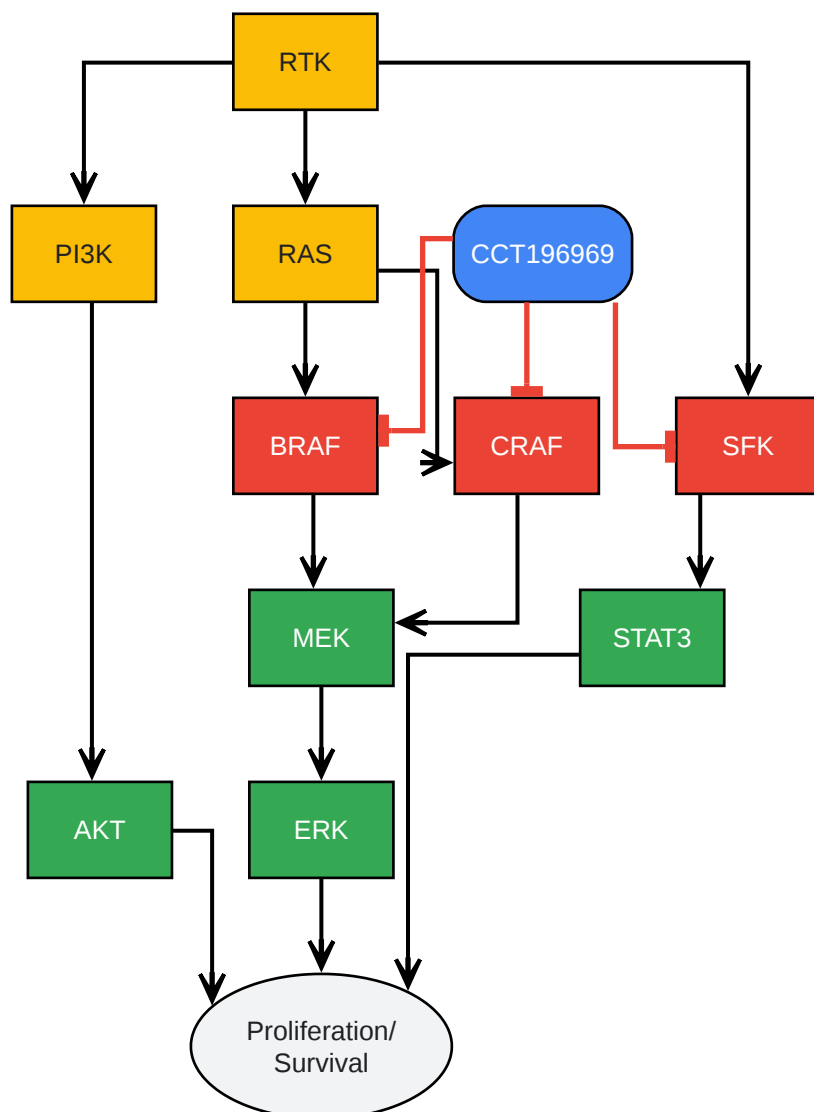 RTK
PI3K
RAS
CCT196969
BRAF
CRAF
SFK
MEK
STAT3
AKT
ERK
Proliferation/
Survival